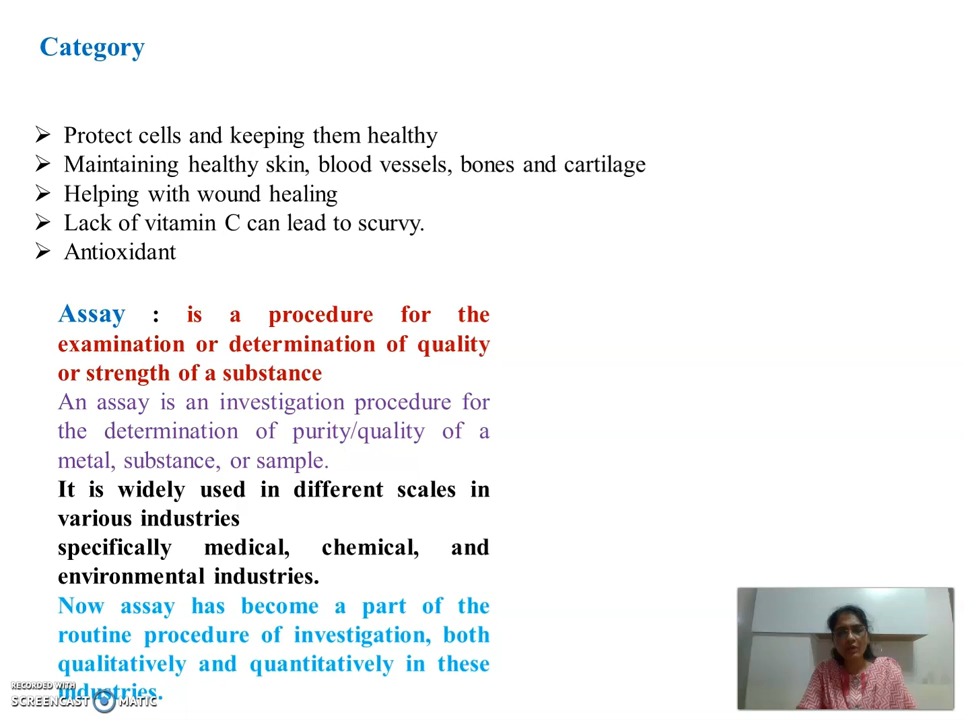 Category
Protect cells and keeping them healthy
Maintaining healthy skin, blood vessels, bones and cartilage
Helping with wound healing
Lack of vitamin C can lead to scurvy.
Antioxidant
Assay : is a procedure for the
examination or determination of quality
or strength of a substance
An assay is an investigation procedure for
the determination of purity/quality of a
metal, substance, or sample.
It is widely used in different scales in
various industries
specifically medical, chemical, and
environmental industries.
Now assay has become a part of the
routine procedure of investigation, both
qualitatively and quantitatively in these
industries.
RECORDED WITH
SCREENCAST MATIC